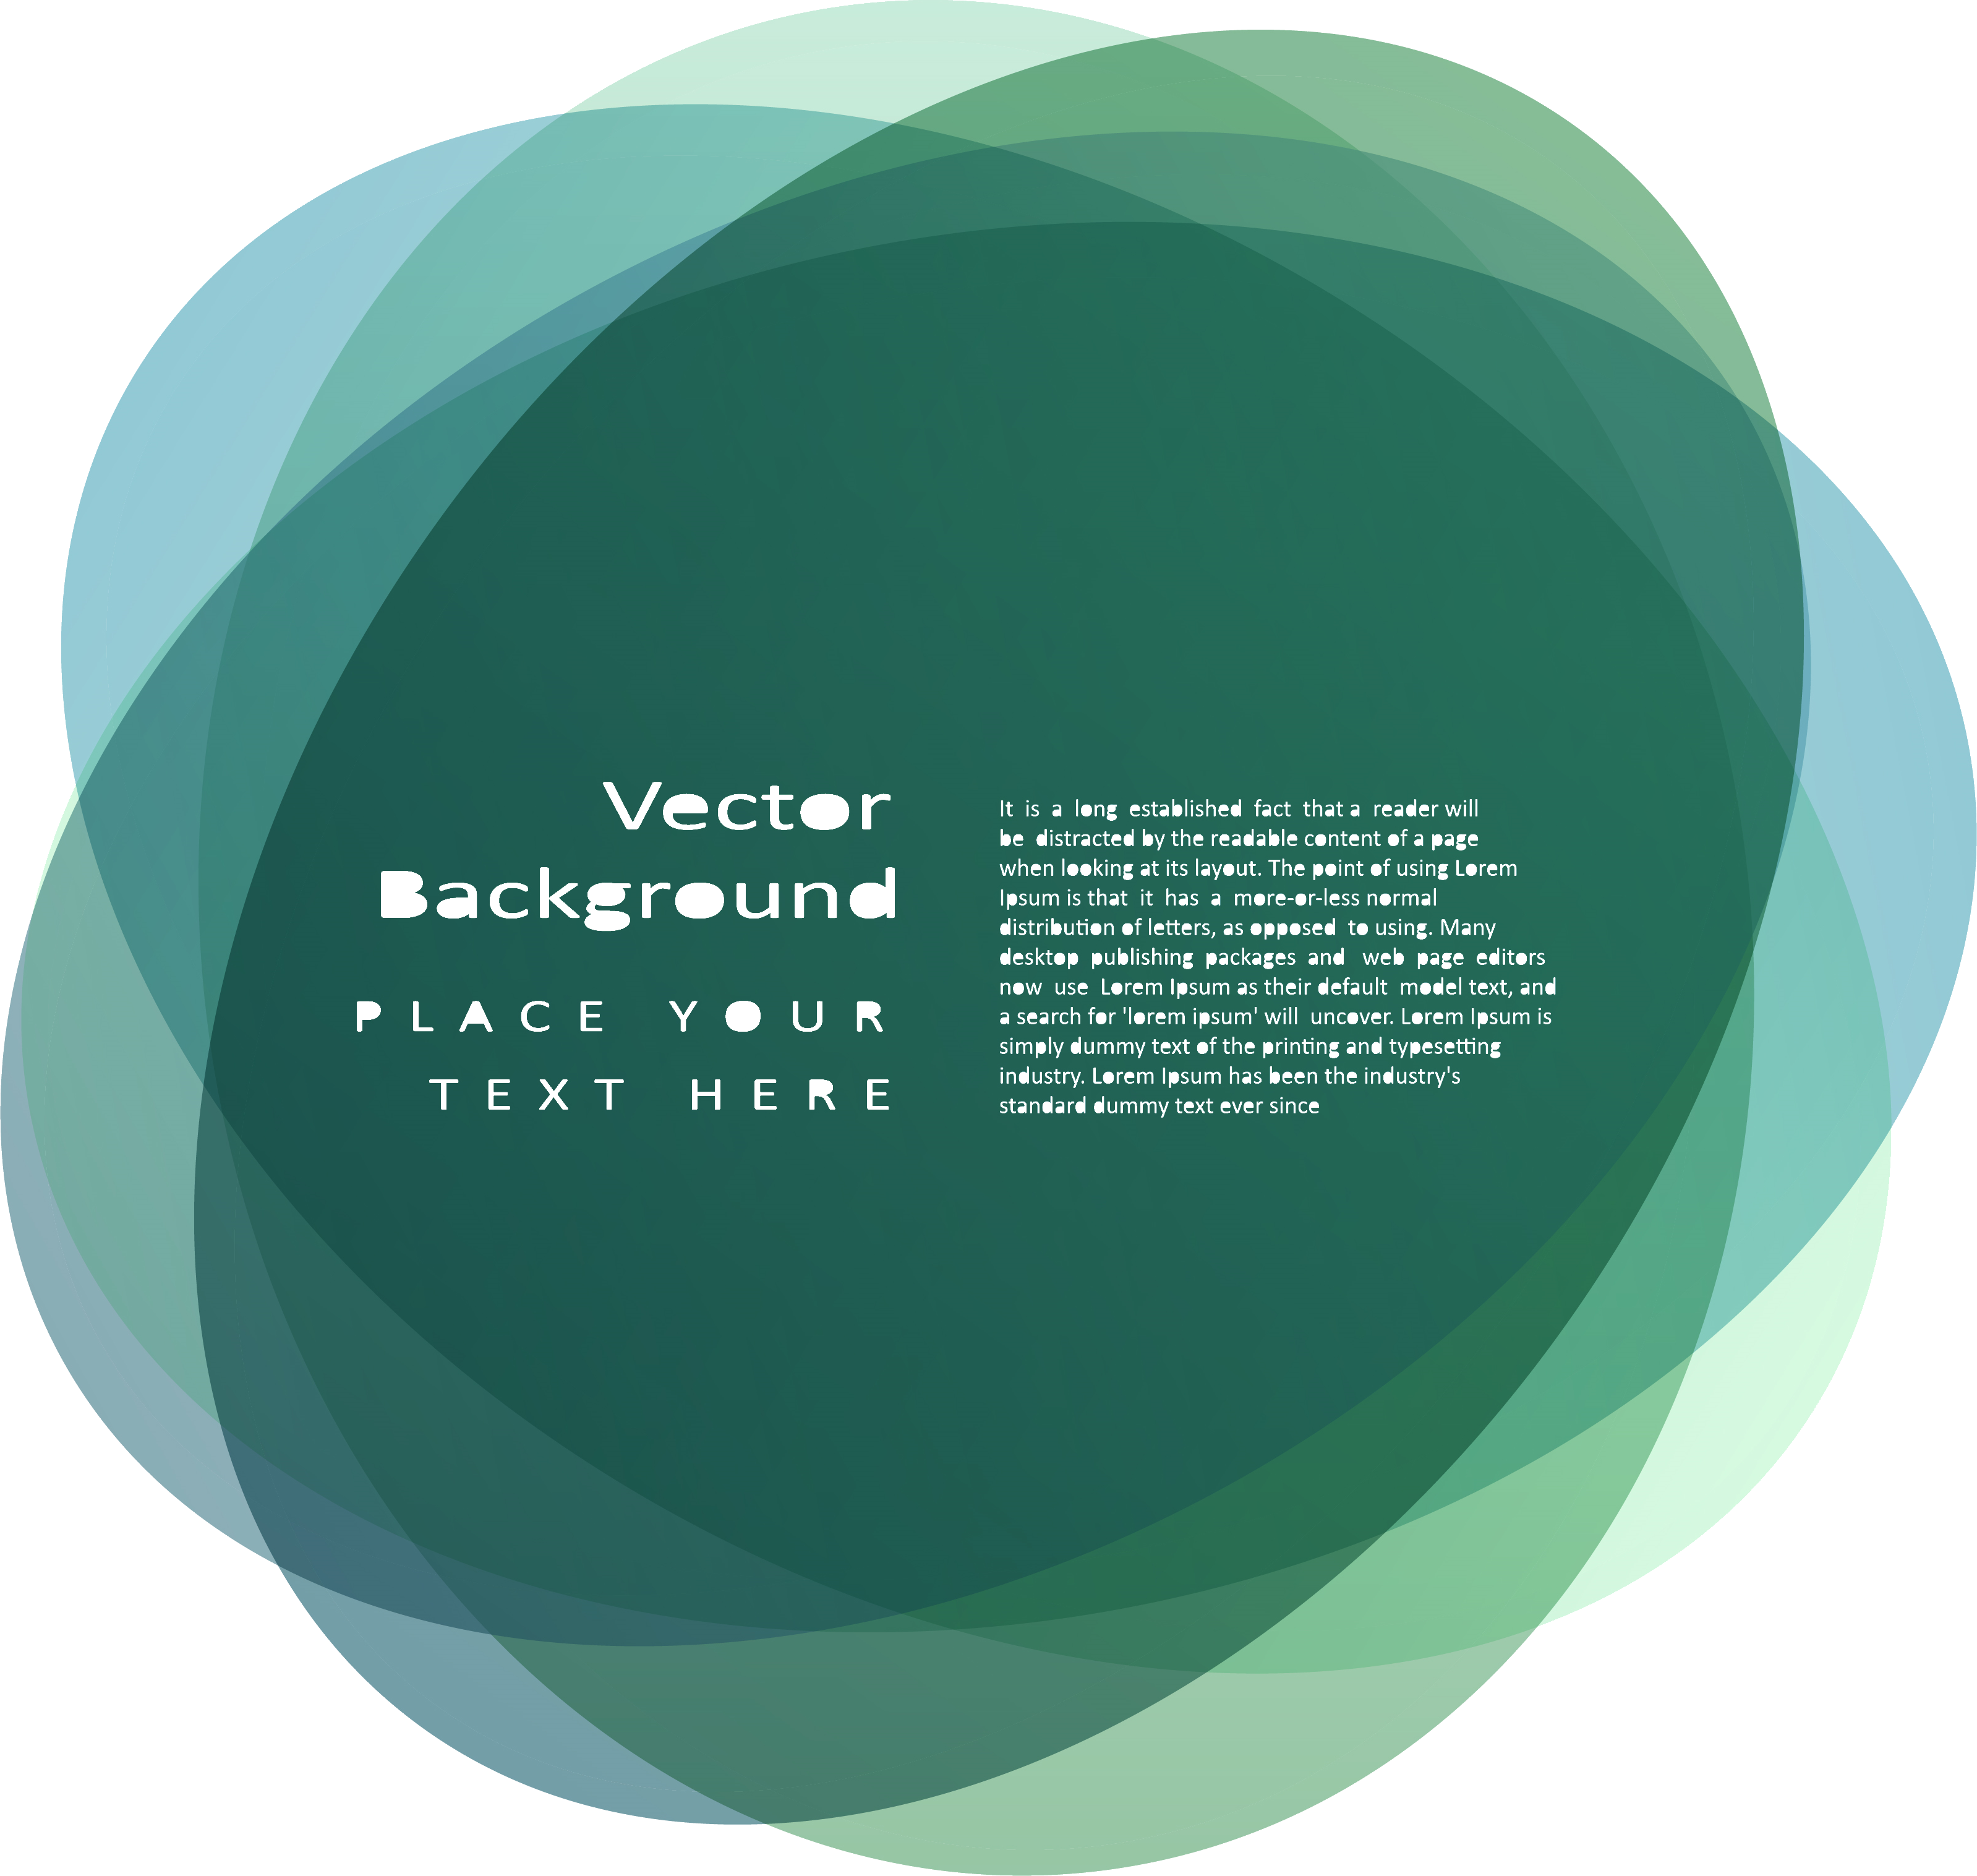 Vector
Background
PLACE YOUR
TEXT HERE
It is a long established fact that a reader will
be distracted by the readable content of a page
when looking at its layout. The point of using Lorem
Ipsum is that it has a more-or-less normal
distribution of letters, as opposed to using. Many
desktop publishing packages and web page editors
now use Lorem Ipsum as their default model text, and
a search for 'lorem ipsum' will uncover. Lorem Ipsum is
simply dummy text of the printing and typesetting
industry. Lorem Ipsum has been the industry's
standard dummy text ever since